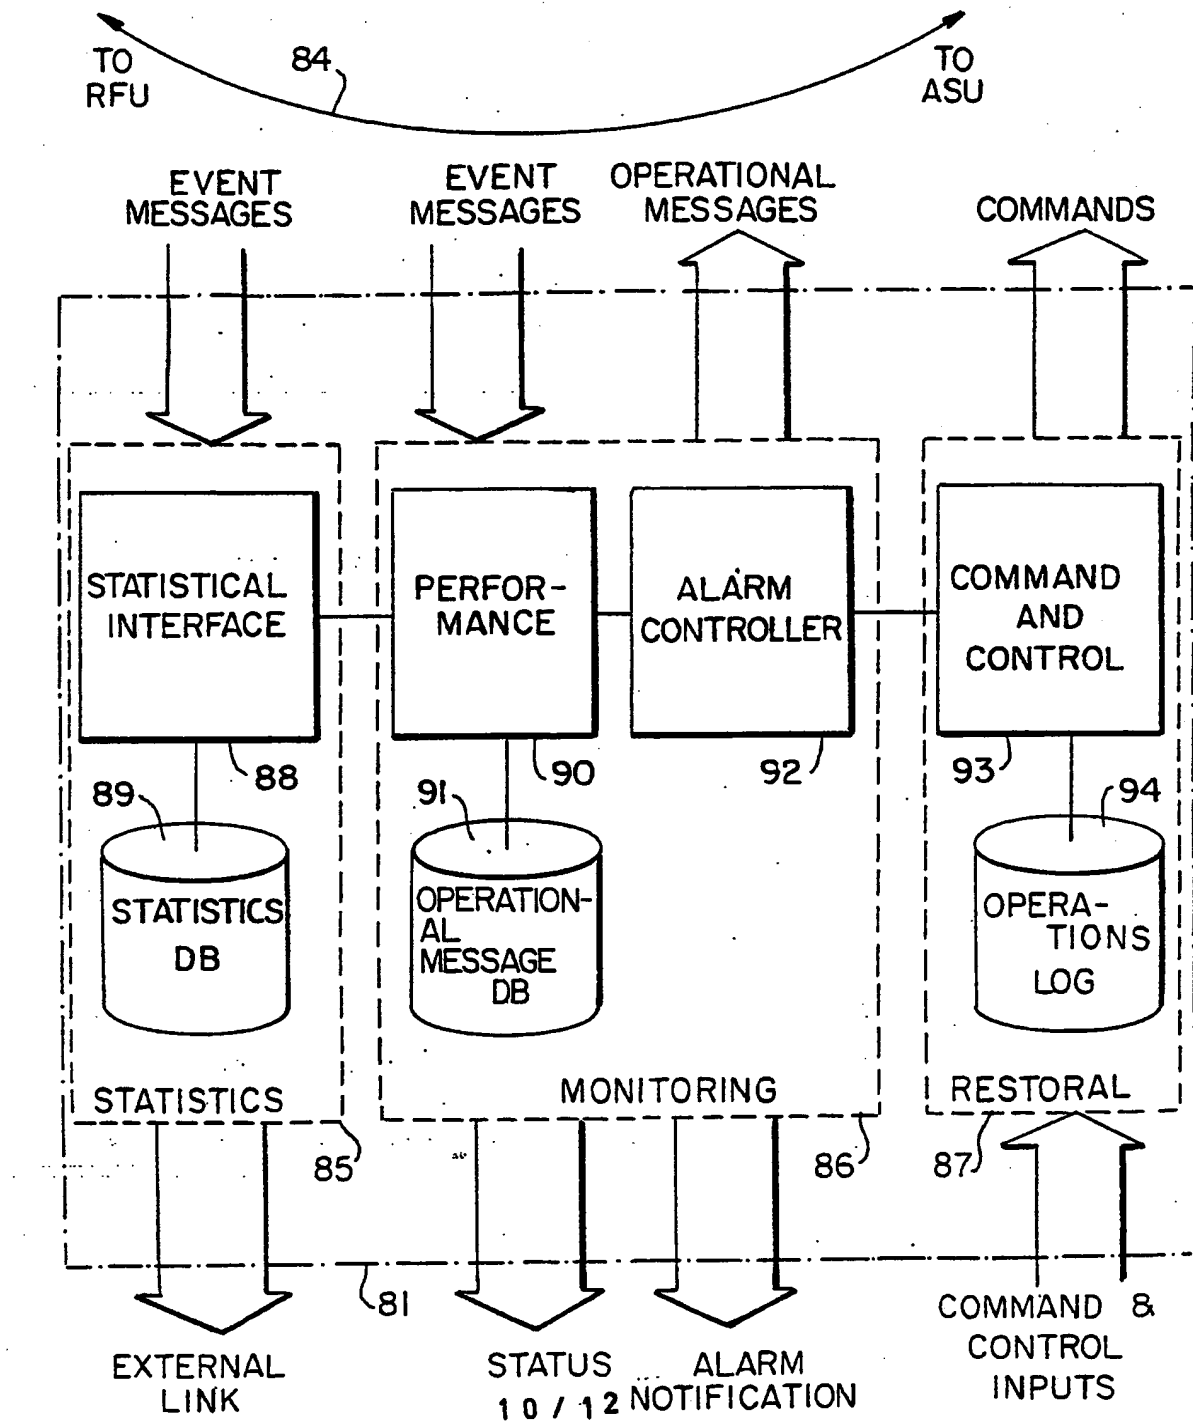 TO
RFU
84
TO
ASU
EVENT
MESSAGES
EVENT
MESSAGES
OPERATIONAL
MESSAGES
COMMANDS
STATISTICAL
INTERFACE
PERFOR-
MANCE
ALARM
CONTROLLER
COMMAND
AND
CONTROL
88
90
92
93
89
91
94
STATISTICS
DB
OPERATION-
AL
MESSAGE
DB
OPERA-
TIONS
LOG
STATISTICS
MONITORING
RESTORAL
85
86
87
81
EXTERNAL
LINK
STATUS
ALARM
NOTIFICATION
COMMAND &
CONTROL
INPUTS
10/12